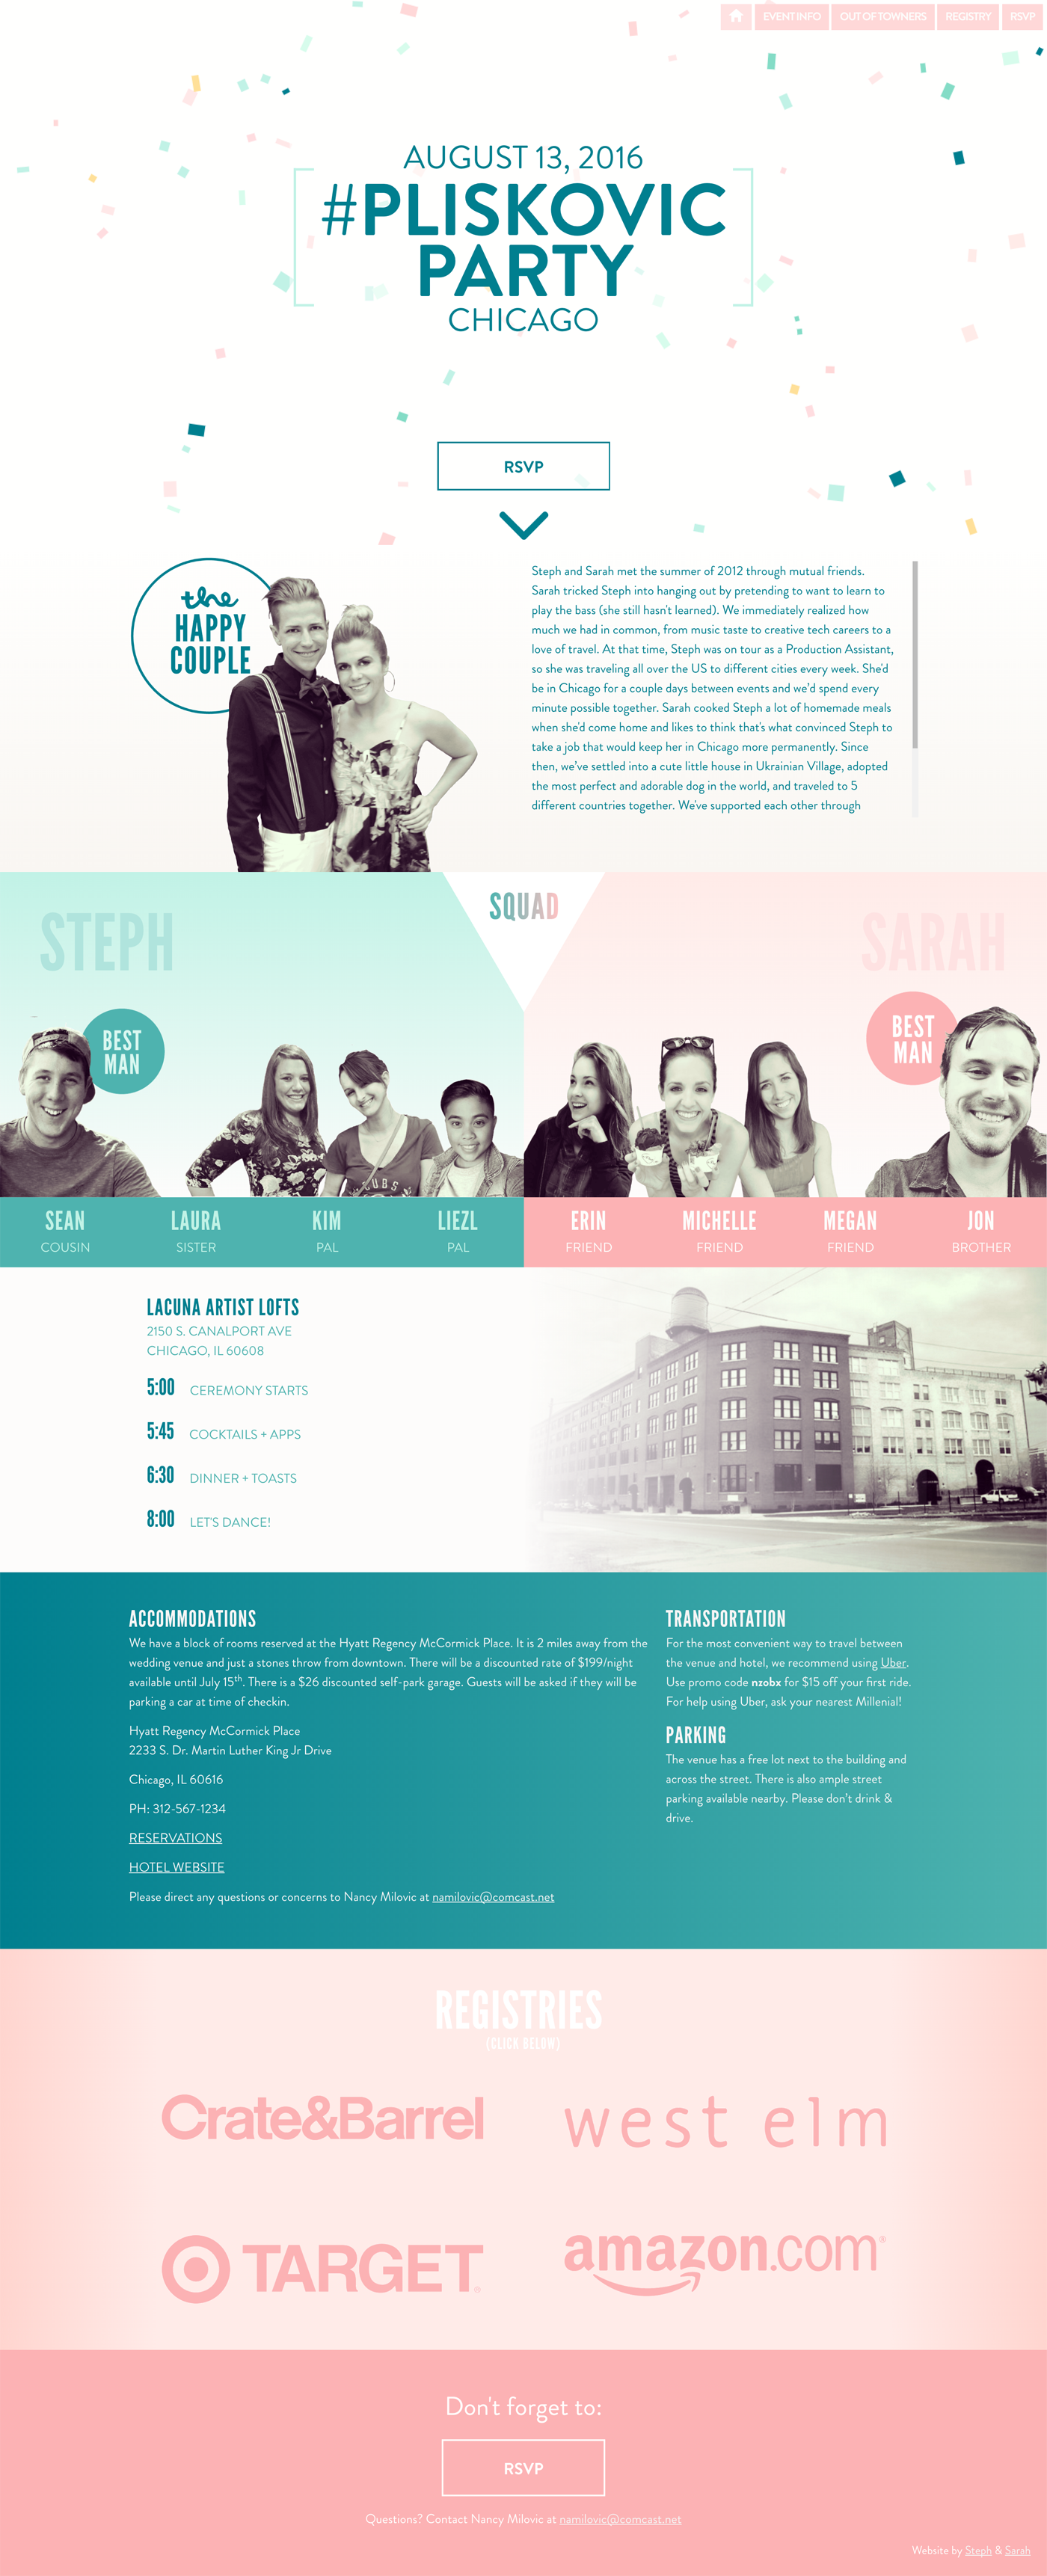 EVENT INFO OUT OF TOWNERS REGISTRY RSVP
AUGUST 13, 2016
#PLISKOVIC
PARTY
CHICAGO
RSVP
the
HAPPY
COUPLE
Steph and Sarah met the summer of 2012 through mutual friends.
Sarah tricked Steph into hanging out by pretending to want to learn to
play the bass (she still hasn't learned). We immediately realized how
much we had in common, from music taste to creative tech careers to a
love of travel. At that time, Steph was on tour as a Production Assistant,
so she was traveling all over the US to different cities every week. She'd
be in Chicago for a couple days between events and we'd spend every
minute possible together. Sarah cooked Steph a lot of homemade meals
when she'd come home and likes to think that's what convinced Steph to
take a job that would keep her in Chicago more permanently. Since
then, we've settled into a cute little house in Ukrainian Village, adopted
the most perfect and adorable dog in the world, and traveled to 5
different countries together. We've supported each other through
SQUAD
STEPH
SARAH
BEST
MAN
BEST
MAN
CUBS
SEAN LAURA KIM LIEZL ERIN MICHELLE MEGAN JON
COUSIN SISTER PAL PAL FRIEND FRIEND FRIEND BROTHER
LACUNA ARTIST LOFTS
2150 S. CANALPORT AVE
CHICAGO, IL 60608
5:00 CEREMONY STARTS
5:45 COCKTAILS + APPS
6:30 DINNER + TOASTS
8:00 LET'S DANCE!
ACCOMMODATIONS
We have a block of rooms reserved at the Hyatt Regency McCormick Place. It is 2 miles away from the
wedding venue and just a stones throw from downtown. There will be a discounted rate of $199/night
available until July 15th. There is a $26 discounted self-park garage. Guests will be asked if they will be
parking a car at time of checkin.
Hyatt Regency McCormick Place
2233 S. Dr. Martin Luther King Jr Drive
Chicago, IL 60616
PH: 312-567-1234
RESERVATIONS
HOTEL WEBSITE
Please direct any questions or concerns to Nancy Milovic at namilovic@comcast.net
TRANSPORTATION
For the most convenient way to travel between
the venue and hotel, we recommend using Uber.
Use promo code nzobx for $15 off your first ride.
For help using Uber, ask your nearest Millenial!
PARKING
The venue has a free lot next to the building and
across the street. There is also ample street
parking available nearby. Please don't drink &
drive.
REGISTRIES
(CLICK BELOW)
Crate&Barrel
west elm
TARGET
amazon.com
Don't forget to:
RSVP
Questions? Contact Nancy Milovic at namilovic@comcast.net
Website by Steph & Sarah